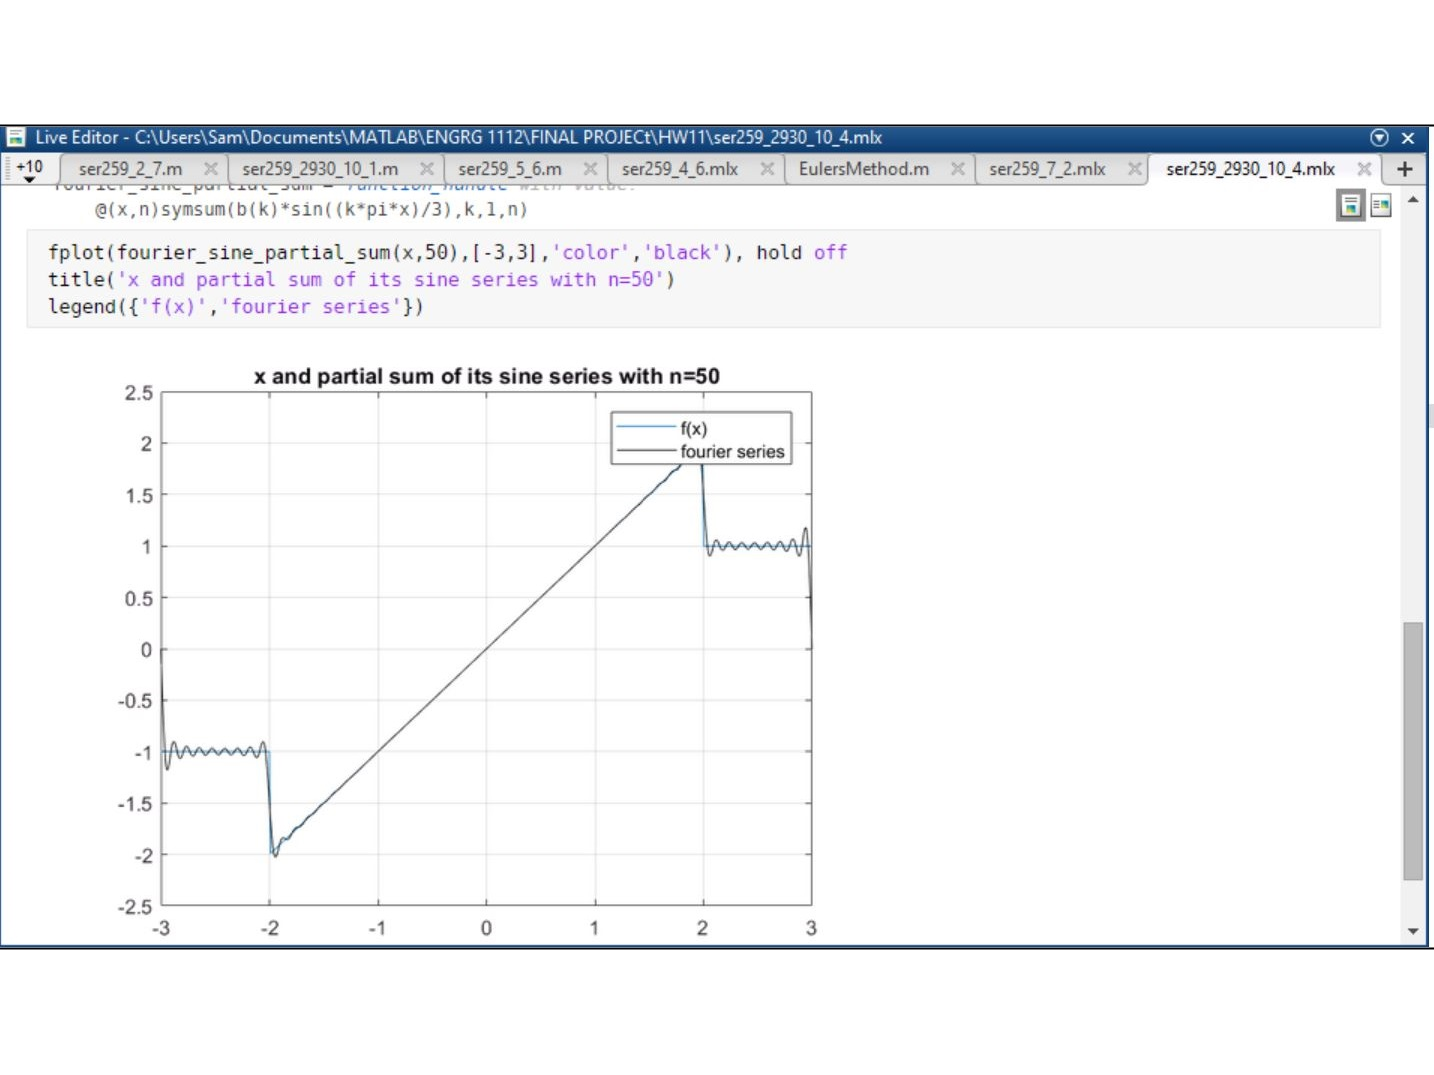 Live Editor - C:\Users\Sam\Documents\MATLAB\ENGRG 1112\FINAL PROJECt\HW11\ser259_2930_10_4.mlx
+10 ser259_2_7.m ser259_2930_10_1.m ser259_5_6.m ser259_4_6.mlx EulersMethod.m ser259_7_2.mlx ser259_2930_10_4.mlx
fourier_sine_partial_sum = function_handle with value:
@(x,n)symsum(b(k)*sin((k*pi*x)/3),k,1,n)
fplot(fourier_sine_partial_sum(x,50),[-3,3],'color','black'), hold off
title('x and partial sum of its sine series with n=50')
legend({'f(x)','fourier series'})
x and partial sum of its sine series with n=50
2.5
f(x)
2
fourier series
1.5
1
0.5
0
-0.5
-1
-1.5
-2
-2.5
-3 -2 -1 0 1 2 3